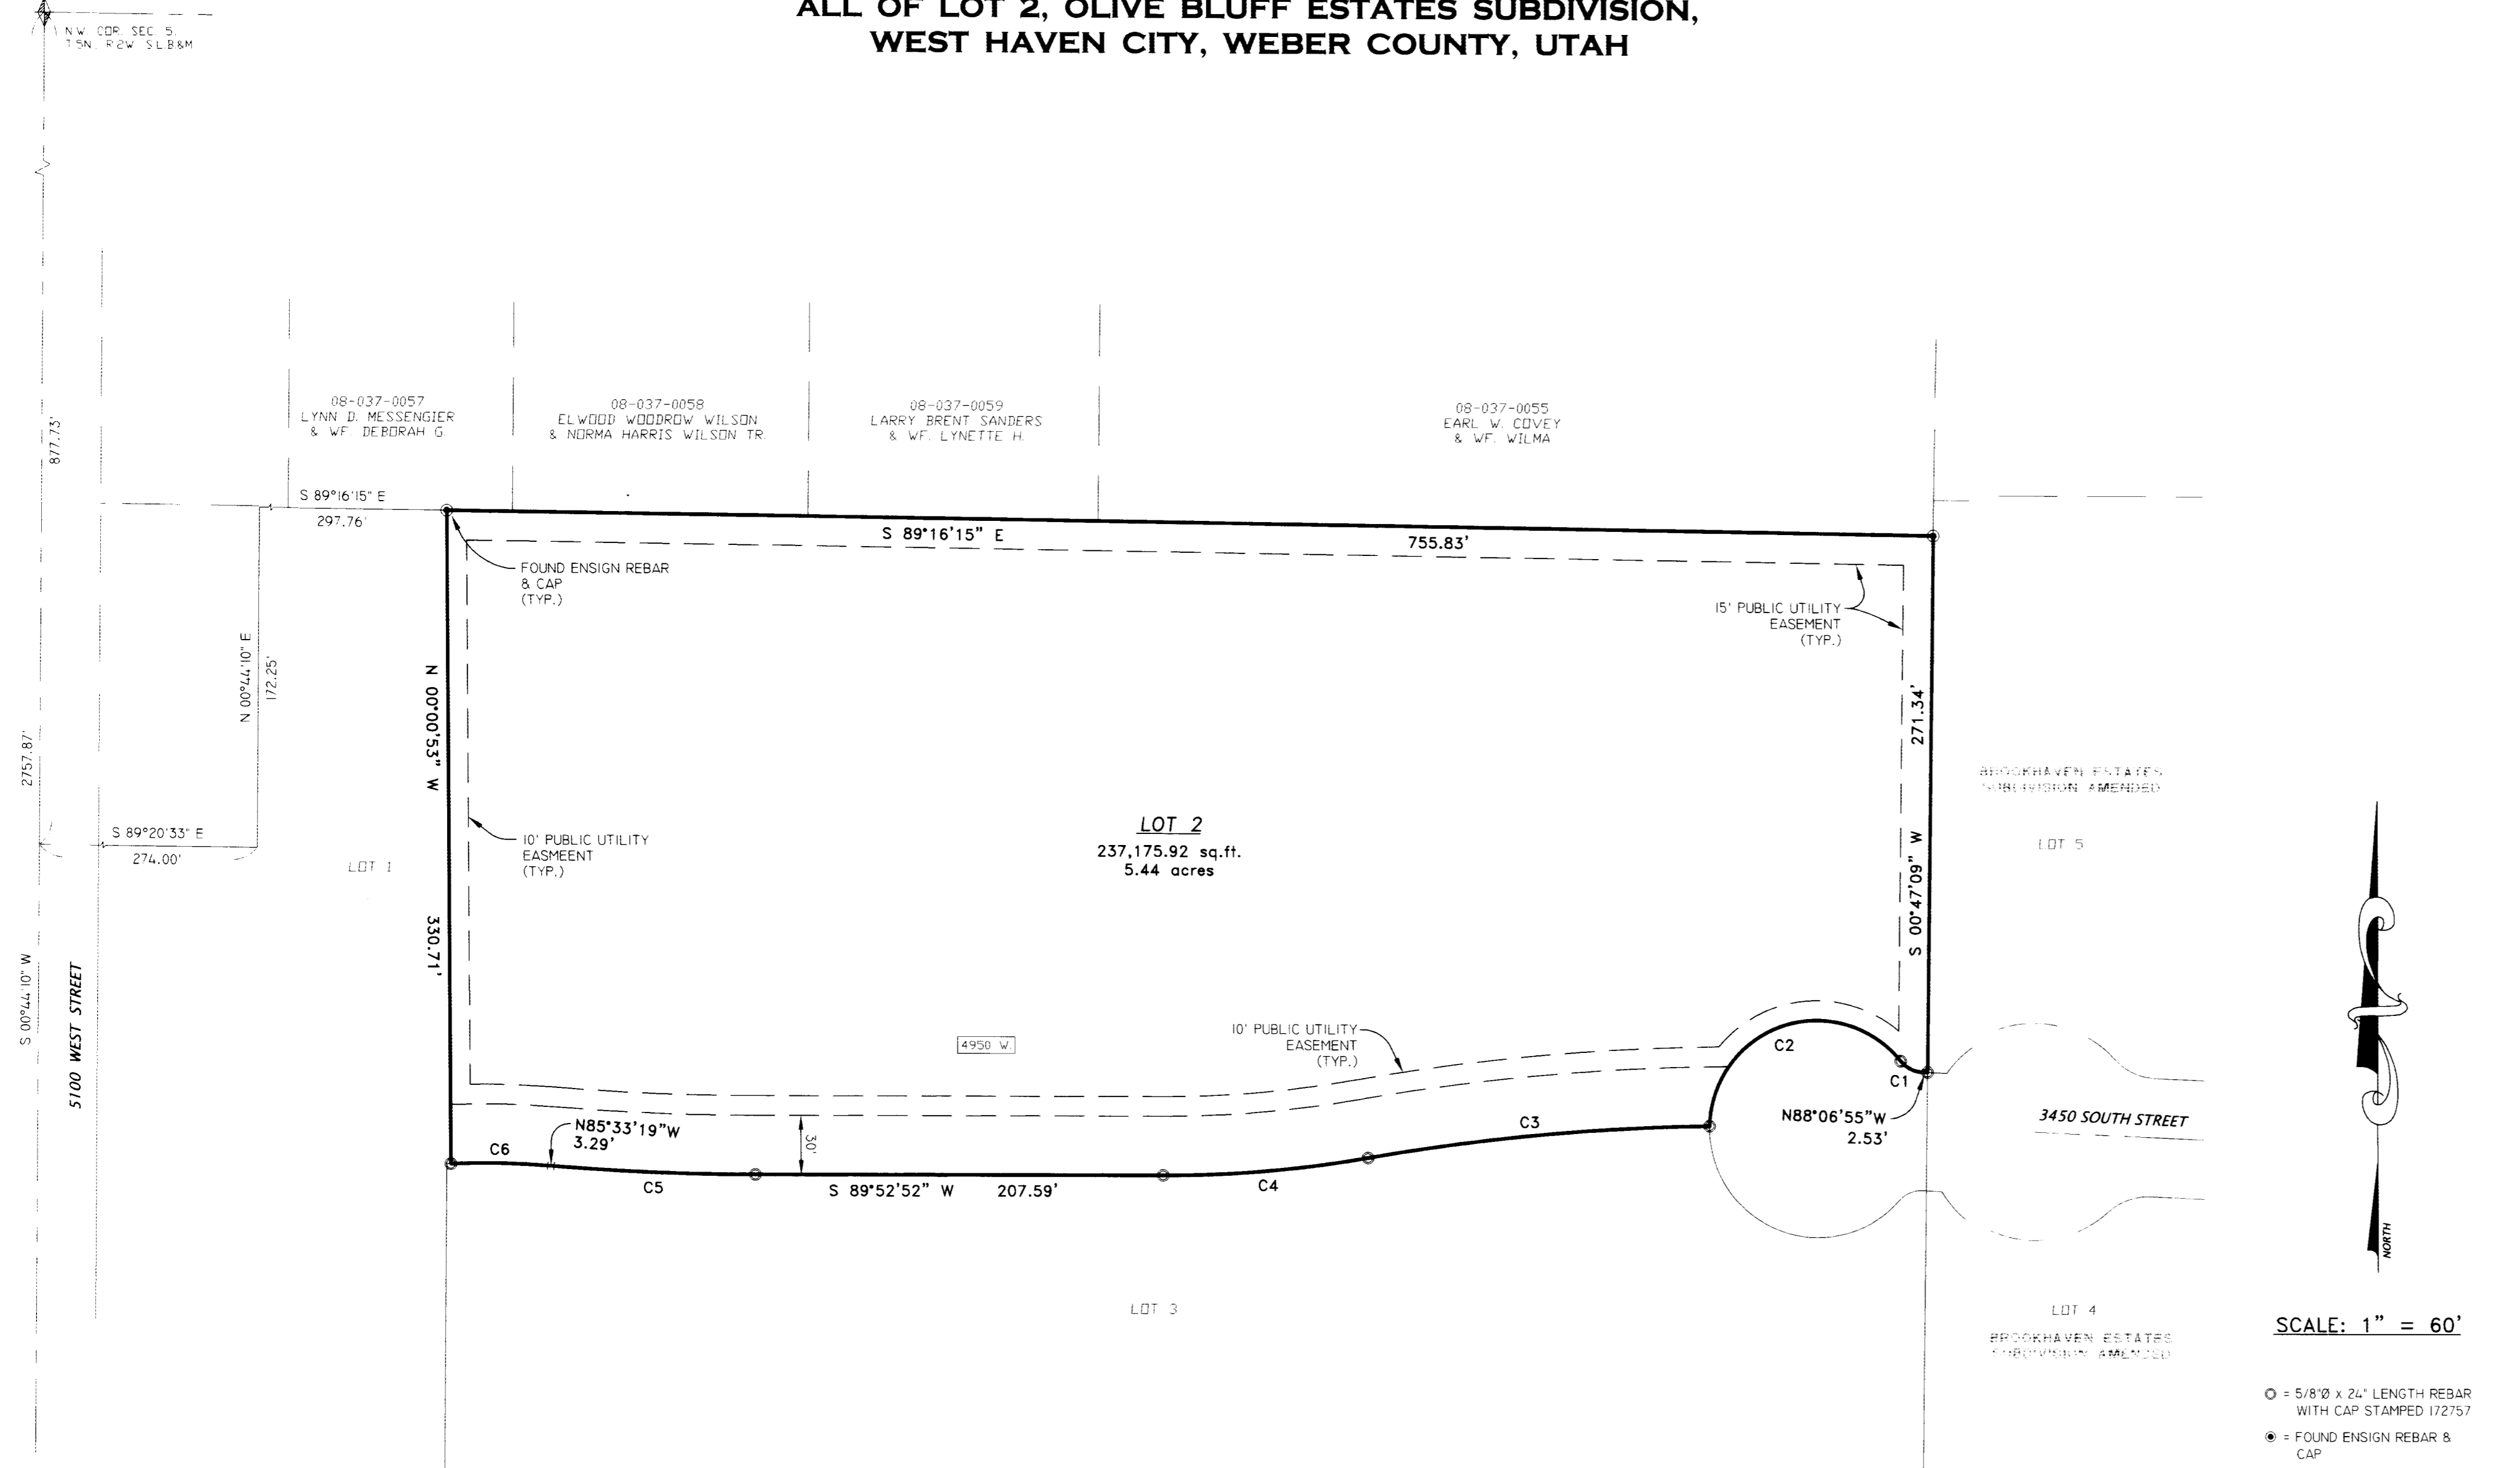 ALL OF LOT 2, OLIVE BLUFF ESTATES SUBDIVISION,
WEST HAVEN CITY, WEBER COUNTY, UTAH
N.W. COR. SEC. 5,
T.5N. R.2W. S.L.B.&M
877.73'
2757.87'
S 00°44'10" W
5100 WEST STREET
08-037-0057
LYNN D. MESSENGIER
& WF. DEBORAH G.
08-037-0058
ELWOOD WOODROW WILSON
& NORMA HARRIS WILSON TR.
08-037-0059
LARRY BRENT SANDERS
& WF. LYNETTE H.
08-037-0055
EARL W. COVEY
& WF. WILMA
S 89°16'15" E
297.76'
S 89°16'15" E
755.83'
FOUND ENSIGN REBAR
& CAP
(TYP.)
15' PUBLIC UTILITY
EASEMENT
(TYP.)
N 00°44'10" E
172.25'
N 00°00'53" W
330.71'
271.34'
S 00°47'09" W
S 89°20'33" E
274.00'
LOT 1
10' PUBLIC UTILITY
EASMEENT
(TYP.)
LOT 2
237,175.92 sq.ft.
5.44 acres
BROOKHAVEN ESTATES
SUBDIVISION AMENDED
LOT 5
4950 W.
10' PUBLIC UTILITY
EASEMENT
(TYP.)
C2
C1
N88°06'55"W
2.53'
3450 SOUTH STREET
C3
N85°33'19"W
3.29'
30'
C6
C5
S 89°52'52" W
207.59'
C4
LOT 3
LOT 4
BROOKHAVEN ESTATES
SUBDIVISION AMENDED
NORTH
SCALE: 1" = 60'
= 5/8"Ø x 24" LENGTH REBAR
WITH CAP STAMPED 172757
= FOUND ENSIGN REBAR &
CAP